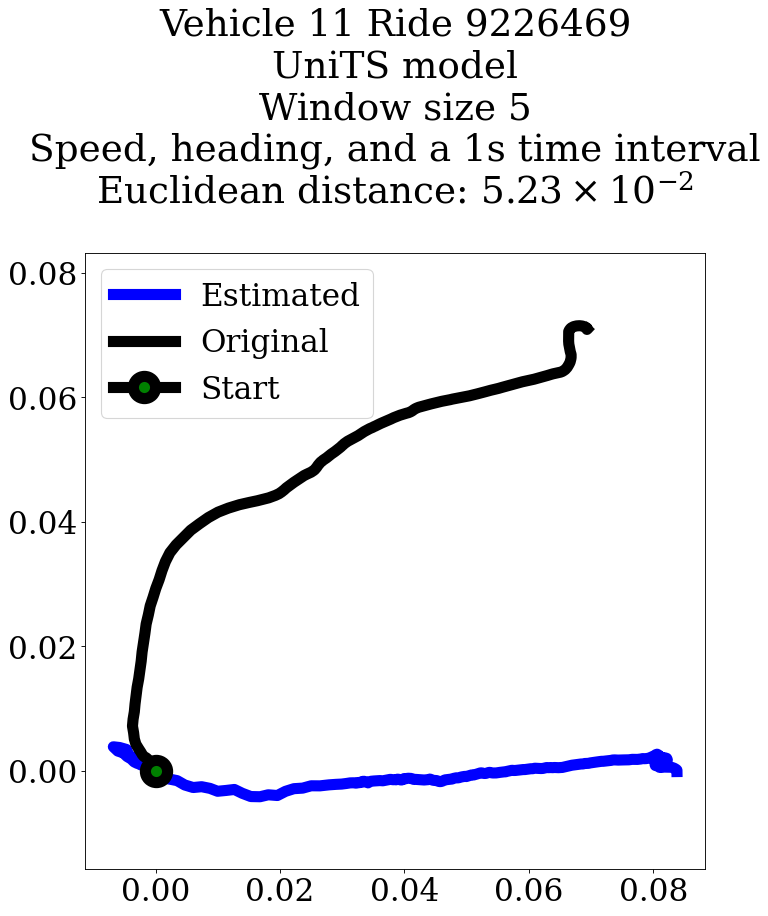 Vehicle 11 Ride 9226469
UniTS model
Window size 5
Speed, heading, and a 1s time interval
Euclidean distance: 5.23 × 10⁻²
0.08
Estimated
Original
Start
0.06
0.04
0.02
0.00
0.00 0.02 0.04 0.06 0.08